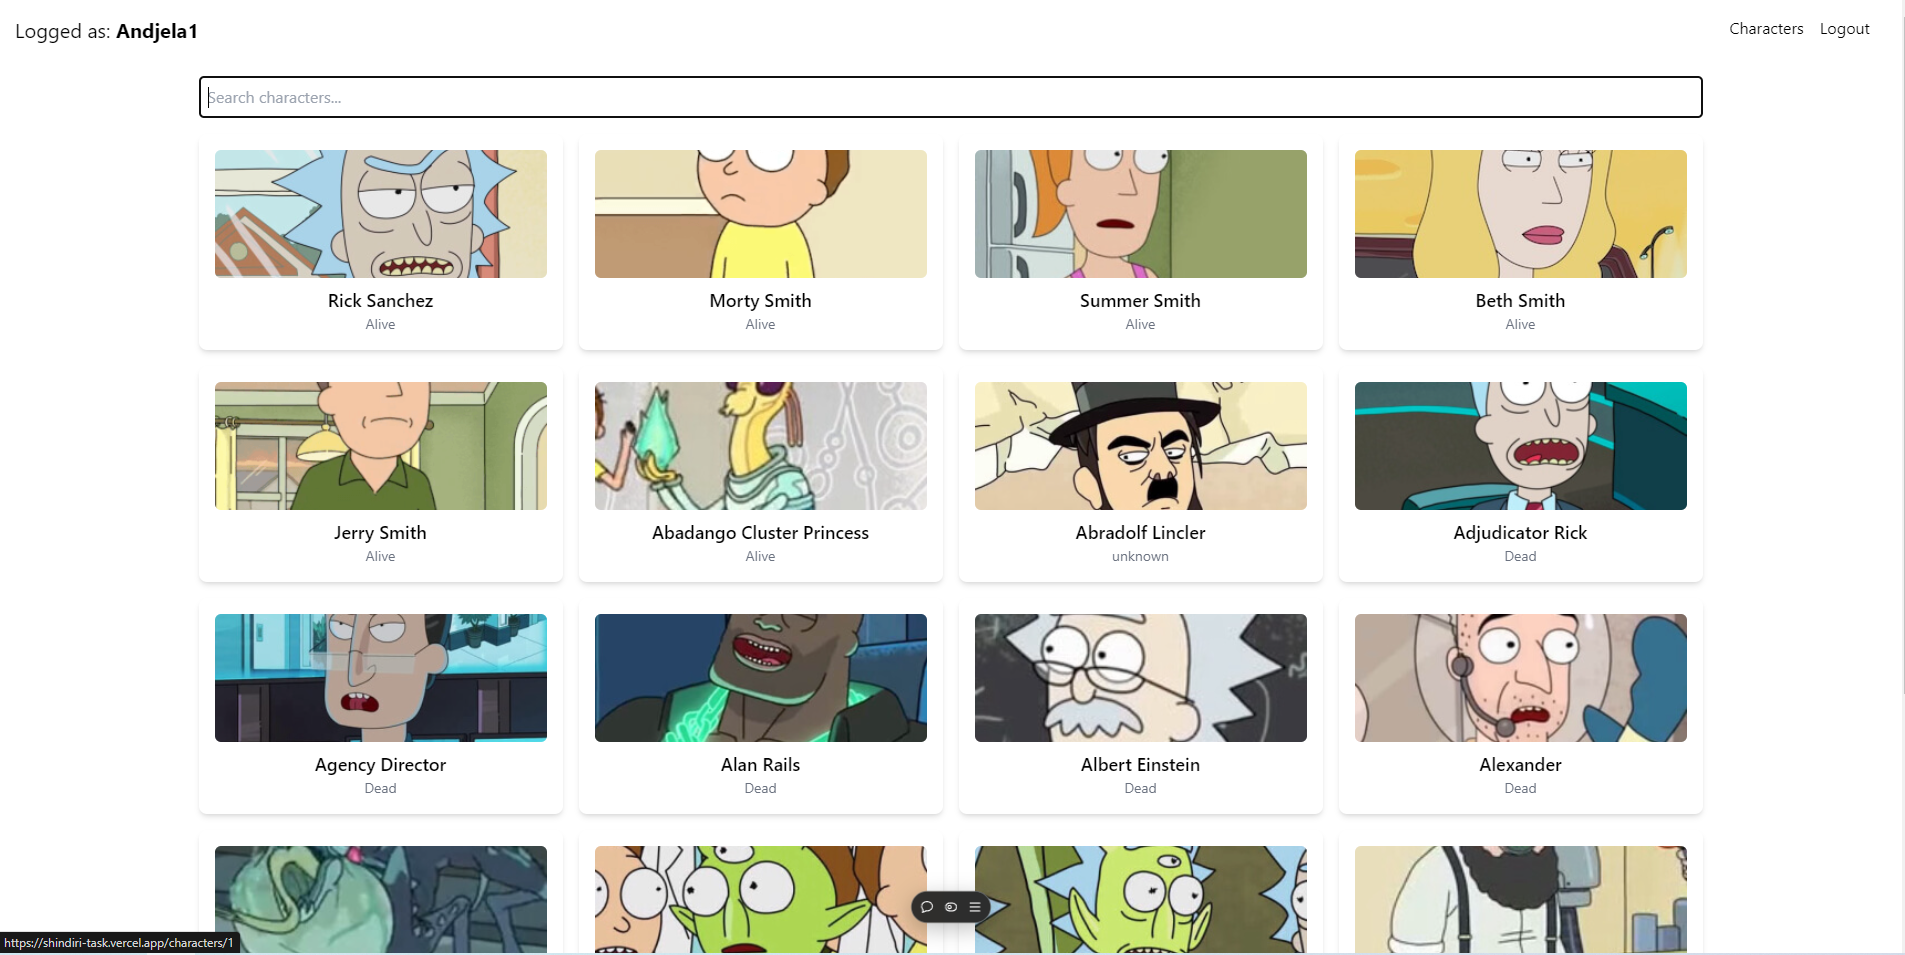 Logged as: Andjela1
Characters Logout
Search characters...
Rick Sanchez
Alive
Morty Smith
Alive
Summer Smith
Alive
Beth Smith
Alive
Jerry Smith
Alive
Abadango Cluster Princess
Alive
Abradolf Lincler
unknown
Adjudicator Rick
Dead
Agency Director
Dead
Alan Rails
Dead
Albert Einstein
Dead
Alexander
Dead
https://shindiri-task.vercel.app/characters/1